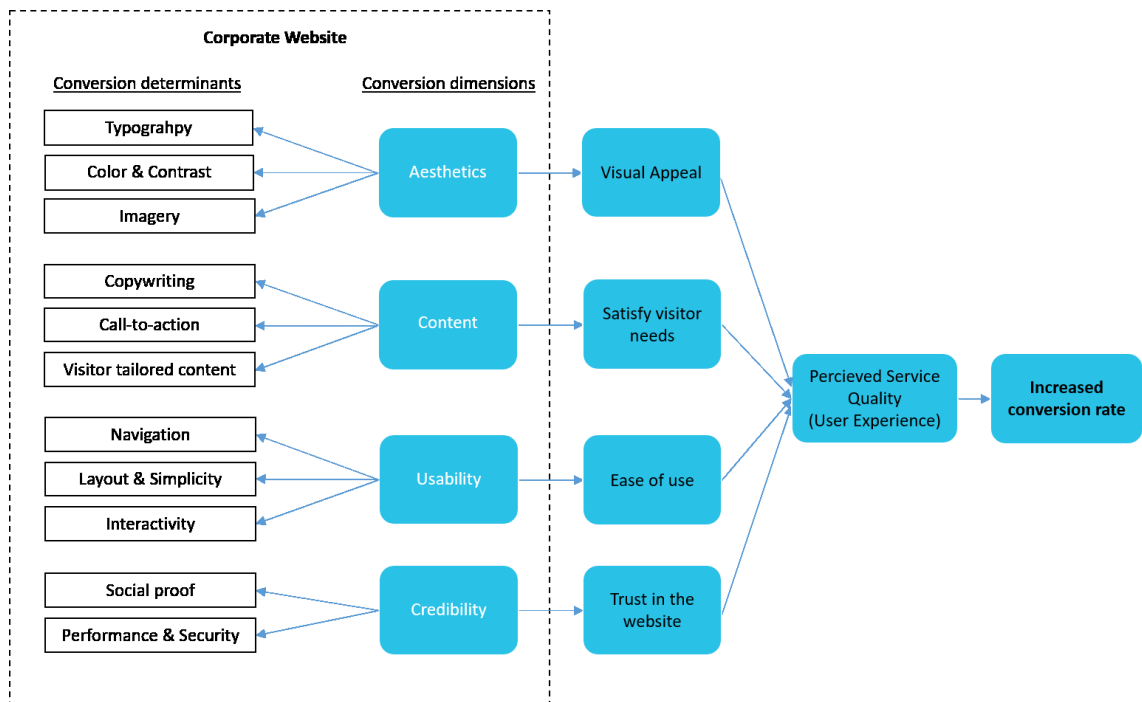 Corporate Website
Conversion determinants
Conversion dimensions
Typograhpy
Color & Contrast
Imagery
Aesthetics
Visual Appeal
Copywriting
Call-to-action
Visitor tailored content
Content
Satisfy visitor
needs
Navigation
Layout & Simplicity
Interactivity
Usability
Ease of use
Social proof
Performance & Security
Credibility
Trust in the
website
Percieved Service
Quality
(User Experience)
Increased
conversion rate